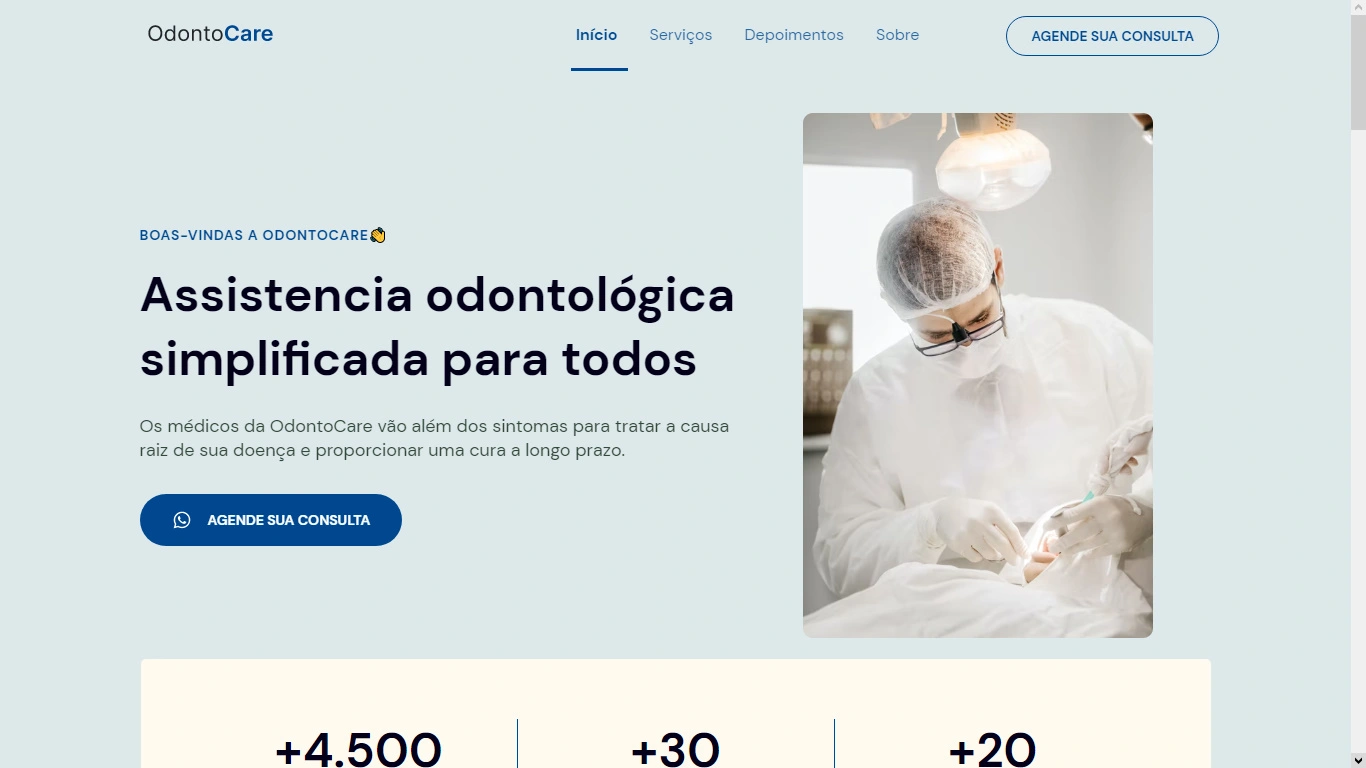 OdontoCare
Início
Serviços
Depoimentos
Sobre
AGENDE SUA CONSULTA
BOAS-VINDAS A ODONTOCARE👏
Assistencia odontológica
simplificada para todos
Os médicos da OdontoCare vão além dos sintomas para tratar a causa
raiz de sua doença e proporcionar uma cura a longo prazo.
AGENDE SUA CONSULTA
+4.500
+30
+20